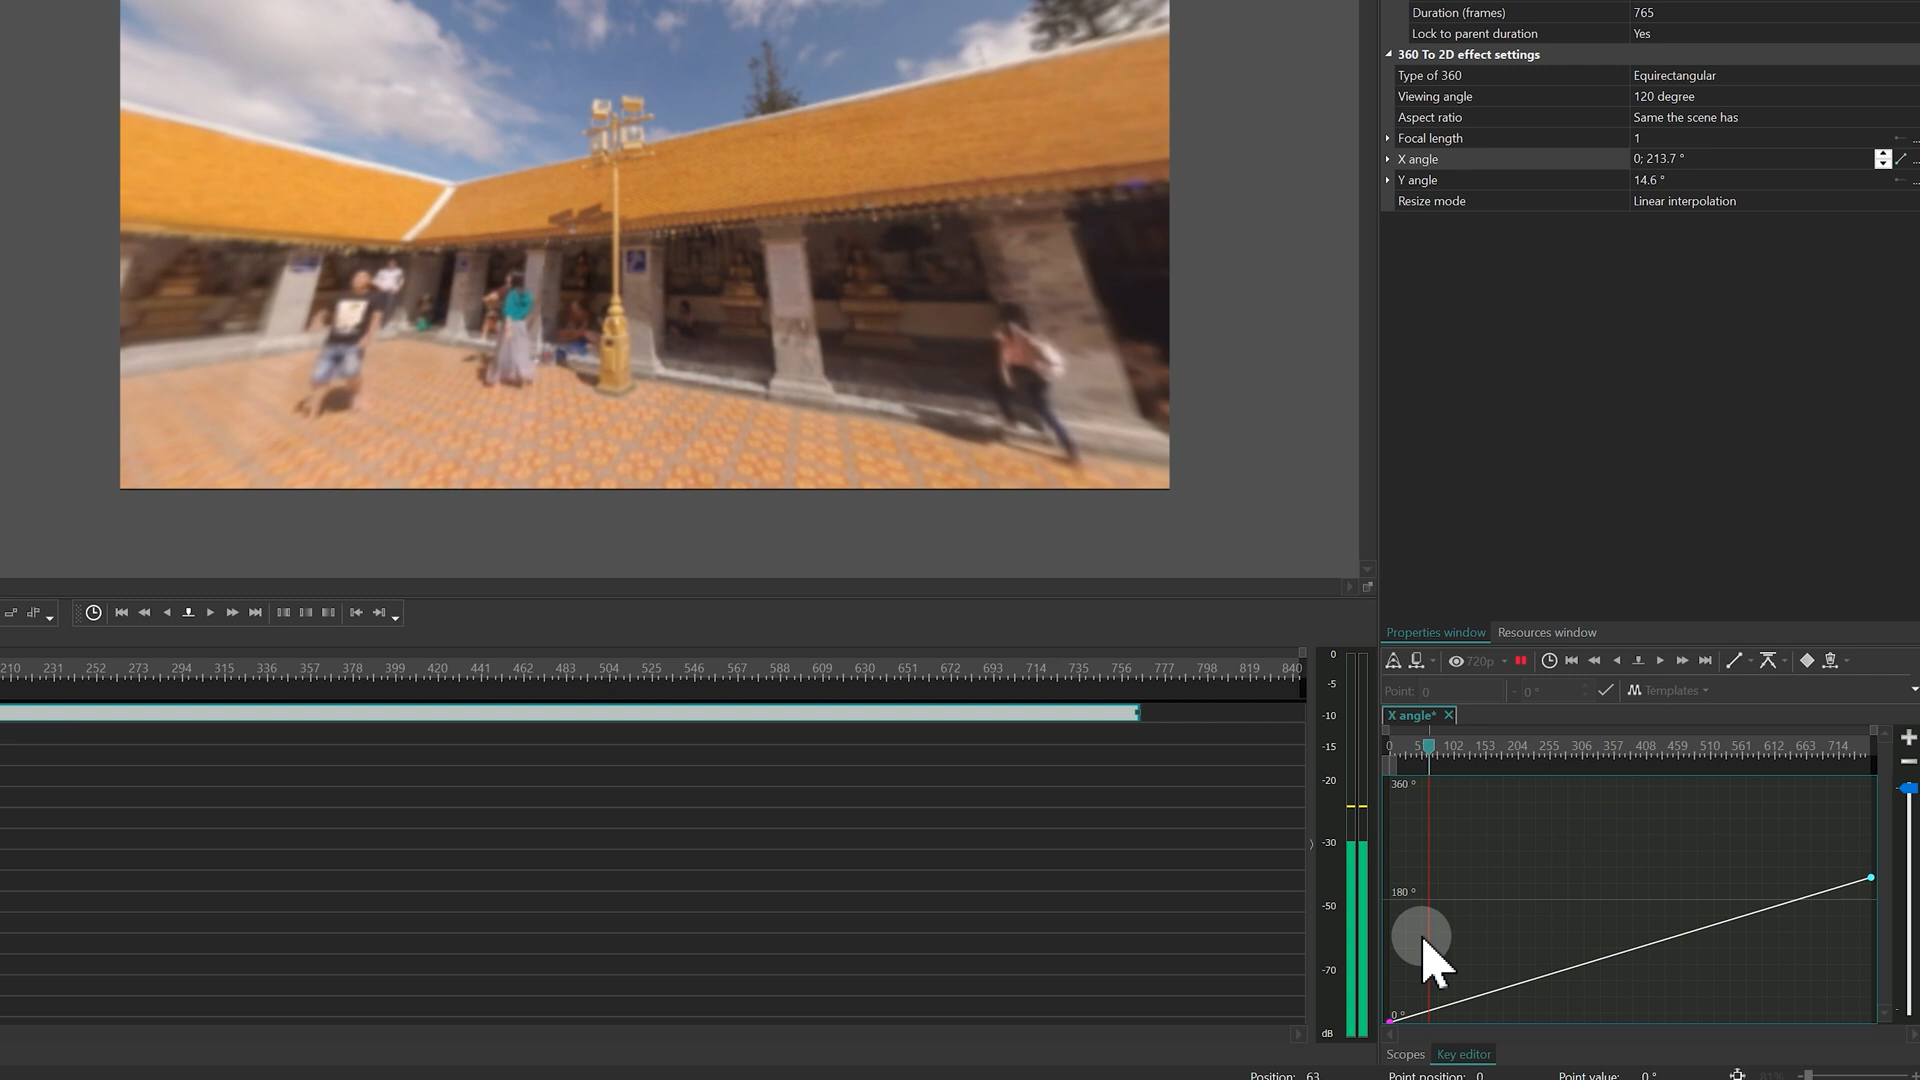 Duration (frames) 765
Lock to parent duration Yes
360 To 2D effect settings
Type of 360 Equirectangular
Viewing angle 120 degree
Aspect ratio Same the scene has
Focal length 1 ...
X angle 0; 213.7 ° ...
Y angle 14.6 ° ...
Resize mode Linear interpolation
Properties window Resources window
720p
Point: 0 - 0 ° Templates
X angle*
0 102 153 204 255 306 357 408 459 510 561 612 663 714
360 °
180 °
0 °
Scopes Key editor
210 231 252 273 294 315 336 357 378 399 420 441 462 483 504 525 546 567 588 609 630 651 672 693 714 735 756 777 798 819 840
0
-5
-10
-15
-20
-30
-50
-70
dB
Position: 63 Point position: 0 Point value: 0 ° 81%